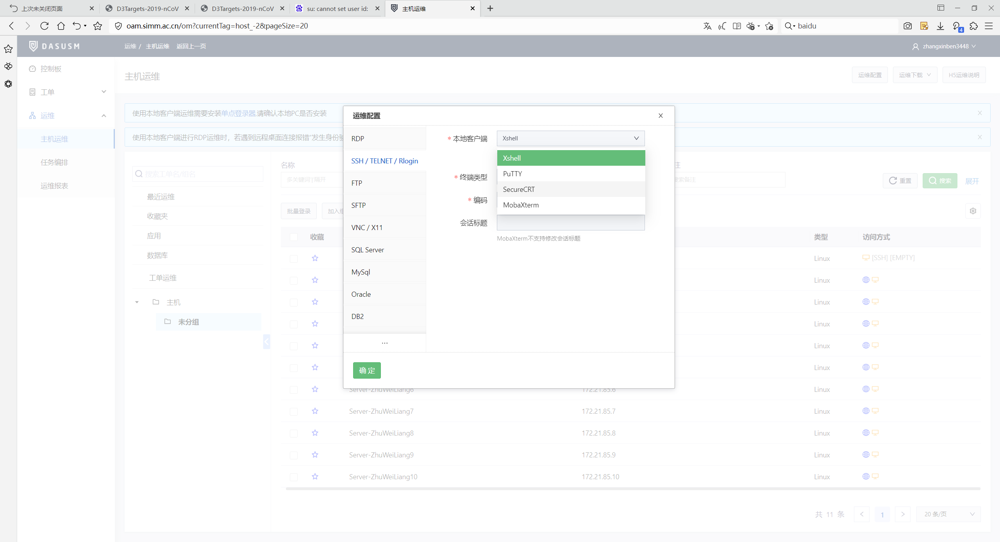 上次未关闭页面
D3Targets-2019-nCoV
D3Targets-2019-nCoV
su: cannot set user id:
主机运维
oam.simm.ac.cn/om?currentTag=host_-2&pageSize=20
baidu
4
DASUSM
运维 / 主机运维 返回上一页
zhangxinben3448
控制板
工单
运维
主机运维
任务编排
运维报表
主机运维
运维配置
运维下载
H5运维说明
使用本地客户端运维需要安装单点登录器,请确认本地PC是否安装
使用本地客户端进行RDP运维时，若遇到远程桌面连接报错"发生身份验
搜索工单名/组名
最近运维
收藏夹
应用
数据库
工单运维
主机
未分组
名称
多关键词'|'隔开
注
搜索备注
重置
搜索
展开
批量登录
加入组
收藏
类型
访问方式
Linux
[SSH] [EMPTY]
Linux
Linux
Linux
Linux
Linux
Server-ZhuWeiLiang6 172.21.85.6 Linux
Server-ZhuWeiLiang7 172.21.85.7 Linux
Server-ZhuWeiLiang8 172.21.85.8 Linux
Server-ZhuWeiLiang9 172.21.85.9 Linux
Server-ZhuWeiLiang10 172.21.85.10 Linux
共 11 条
1
20 条/页
运维配置
RDP
SSH / TELNET / Rlogin
FTP
SFTP
VNC / X11
SQL Server
MySql
Oracle
DB2
...
* 本地客户端
Xshell
Xshell
PuTTY
SecureCRT
MobaXterm
* 终端类型
* 编码
会话标题
MobaXterm不支持修改会话标题
确 定